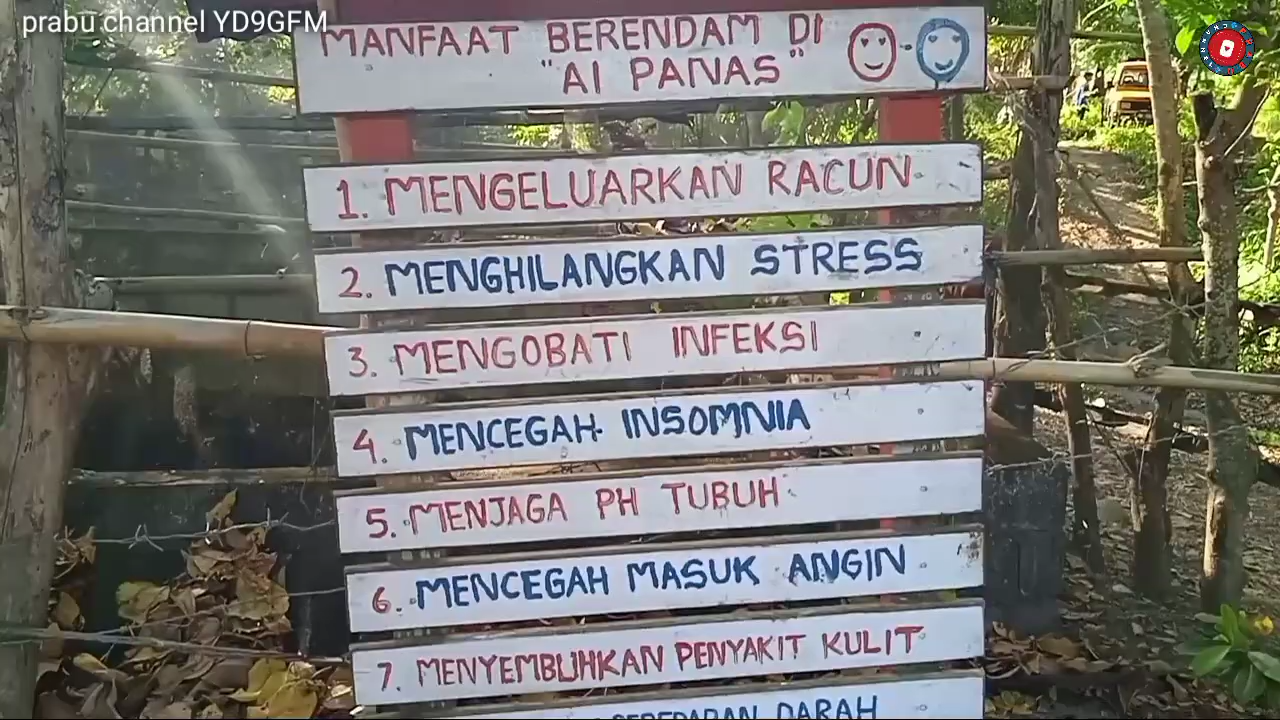 prabu channel YD9GFM
MANFAAT BERENDAM DI
"AI PANAS"
1. MENGELUARKAN RACUN
2. MENGHILANGKAN STRESS
3. MENGOBATI INFEKSI
4. MENCEGAH INSOMNIA
5. MENJAGA PH TUBUH
6. MENCEGAH MASUK ANGIN
7. MENYEMBUHKAN PENYAKIT KULIT
DARAH